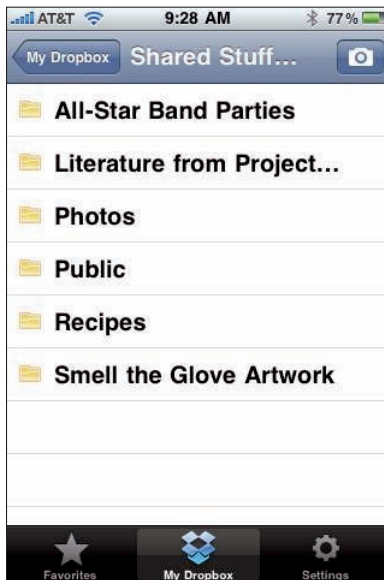 AT&T 9:28 AM 77%
My Dropbox Shared Stuff...
All-Star Band Parties
Literature from Project...
Photos
Public
Recipes
Smell the Glove Artwork
Favorites My Dropbox Settings